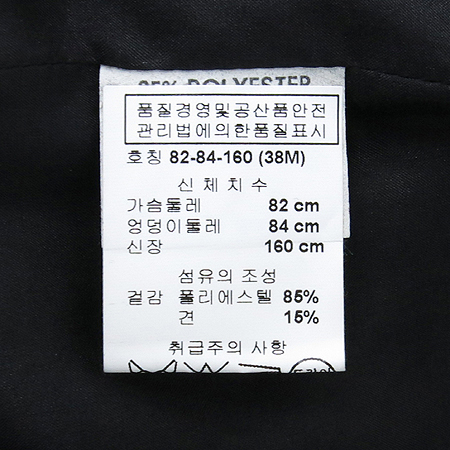 85% POLYESTER
품질경영및공산품안전
관리법에의한품질표시
호칭 82-84-160 (38M)
신체치수
가슴둘레 82 cm
엉덩이둘레 84 cm
신장 160 cm
섬유의 조성
겉감 폴리에스텔 85%
견 15%
취급주의 사항